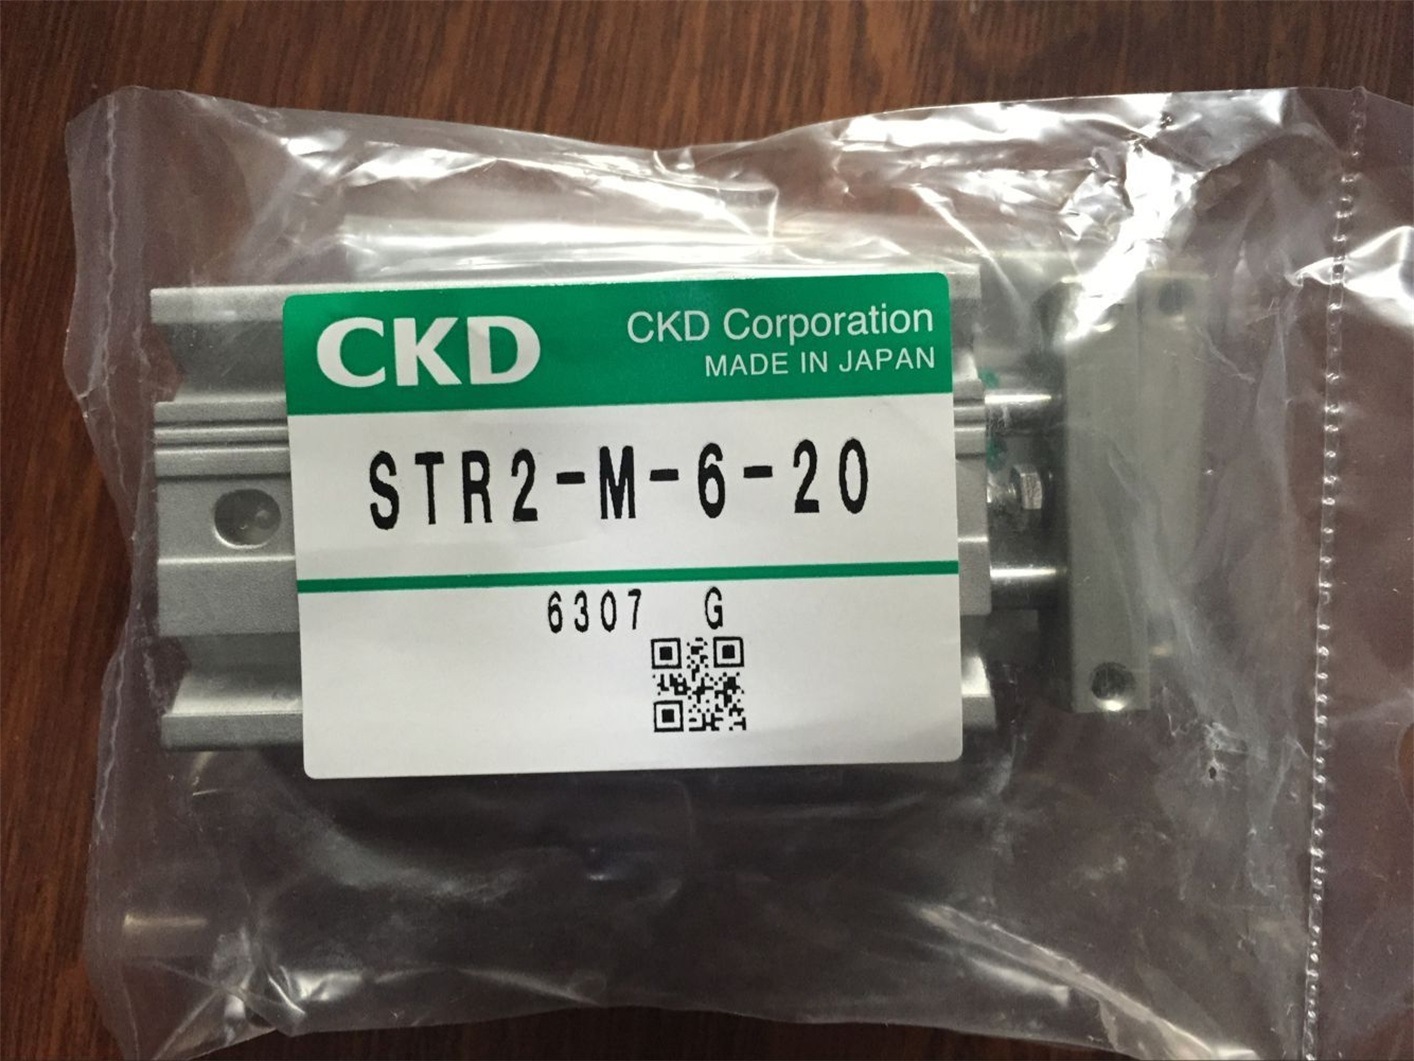 CKD
CKD Corporation
MADE IN JAPAN
STR2-M-6-20
6307 G